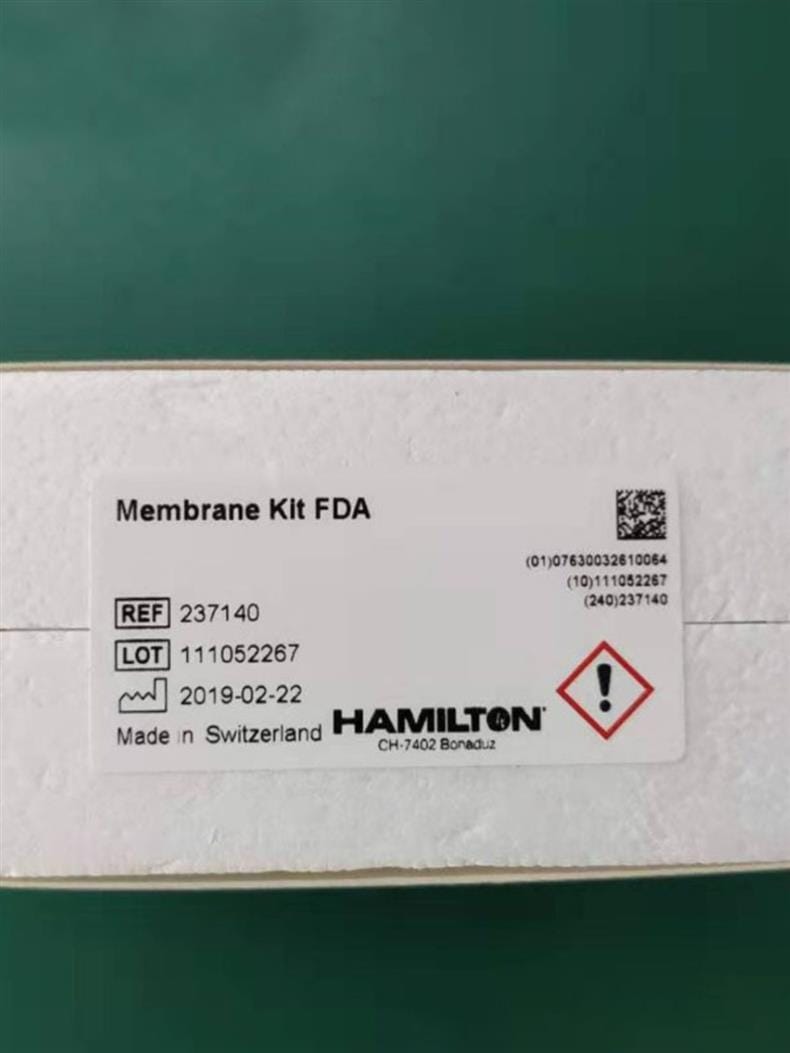 Membrane Kit FDA
(01)07630032610064
(10)111052267
(240)237140
REF 237140
LOT 111052267
2019-02-22
Made in Switzerland
HAMILTON
CH-7402 Bonaduz